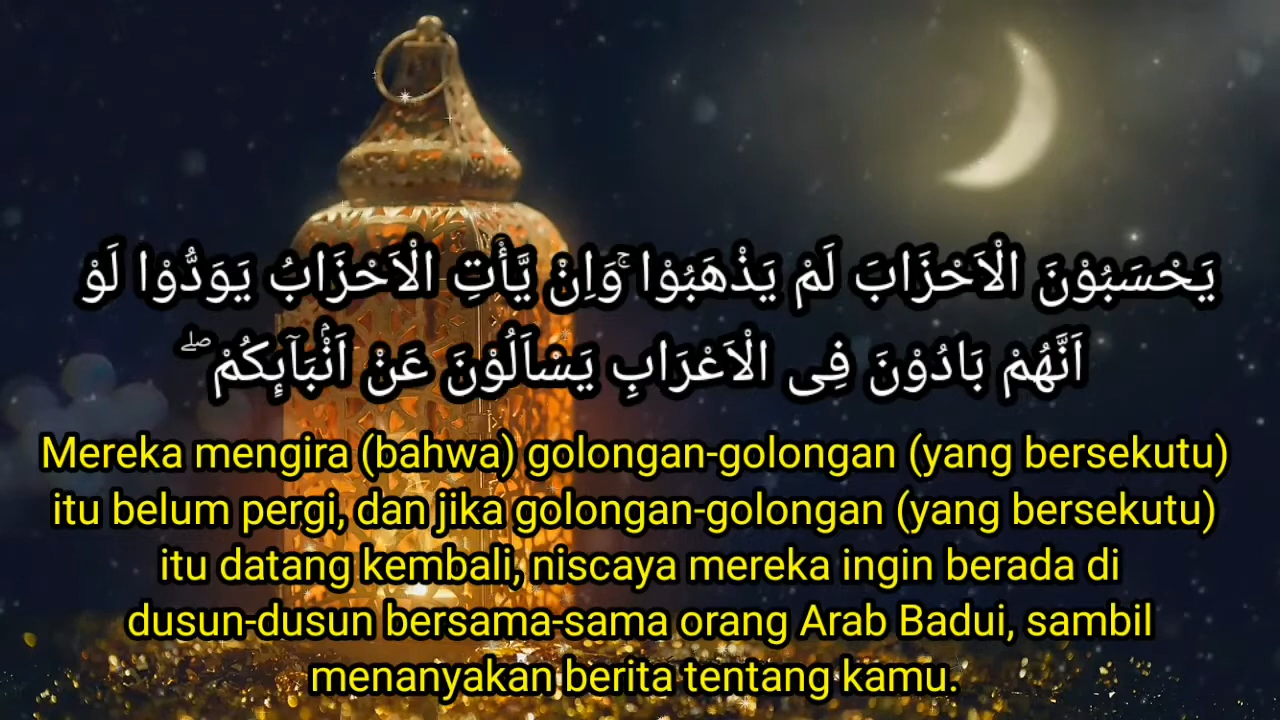 يَحْسَبُوْنَ الْاَحْزَابَ لَمْ يَذْهَبُوْا ۚوَاِنْ يَّأْتِ الْاَحْزَابُ يَوَدُّوْا لَوْ
اَنَّهُمْ بَادُوْنَ فِى الْاَعْرَابِ يَسْاَلُوْنَ عَنْ اَنْۢبَاۤىِٕكُمْ ۖ
Mereka mengira (bahwa) golongan-golongan (yang bersekutu)
itu belum pergi, dan jika golongan-golongan (yang bersekutu)
itu datang kembali, niscaya mereka ingin berada di
dusun-dusun bersama-sama orang Arab Badui, sambil
menanyakan berita tentang kamu.